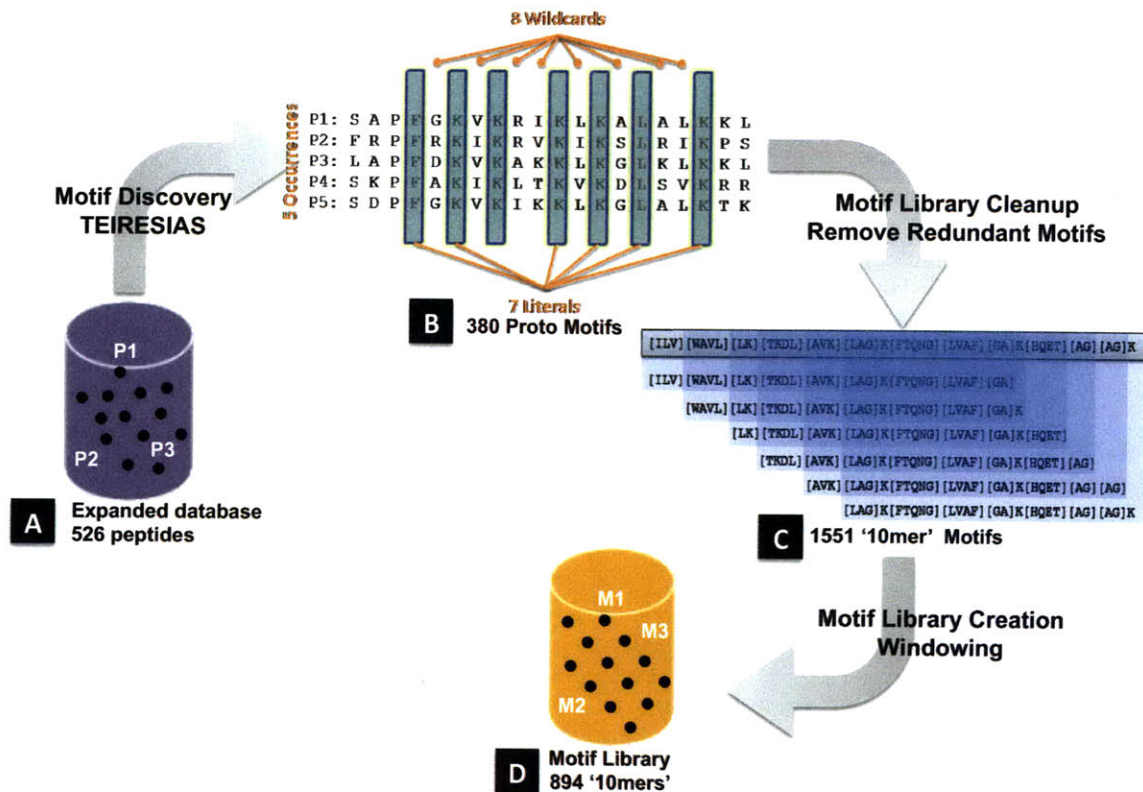 8 Wildcards
5 Occurrences
P1: S A P F G K V K R I K L K A L A L K K L
P2: F R P F R K I K R V K I K S L R I K P S
P3: L A P F D K V K A K K L K G L K L K K L
P4: S K P F A K I K L T K V K D L S V K R R
P5: S D P F G K V K I K K L K G L A L K T K
7 Literals
Motif Discovery
TEIRESIAS
B
380 Proto Motifs
Motif Library Cleanup
Remove Redundant Motifs
P1
P2
P3
A
Expanded database
526 peptides
[ILV][WAVL][LK][TKDL][AVK][LAG]K[FTQNG][LVAF][GA]K[HQET][AG][AG]K
[ILV][WAVL][LK][TKDL][AVK][LAG]K[FTQNG][LVAF][GA]
[WAVL][LK][TKDL][AVK][LAG]K[FTQNG][LVAF][GA]K
[LK][TKDL][AVK][LAG]K[FTQNG][LVAF][GA]K[HQET]
[TKDL][AVK][LAG]K[FTQNG][LVAF][GA]K[HQET][AG]
[AVK][LAG]K[FTQNG][LVAF][GA]K[HQET][AG][AG]
[LAG]K[FTQNG][LVAF][GA]K[HQET][AG][AG]K
C
1551 '10mer' Motifs
Motif Library Creation
Windowing
M1
M3
M2
D
Motif Library
894 '10mers'